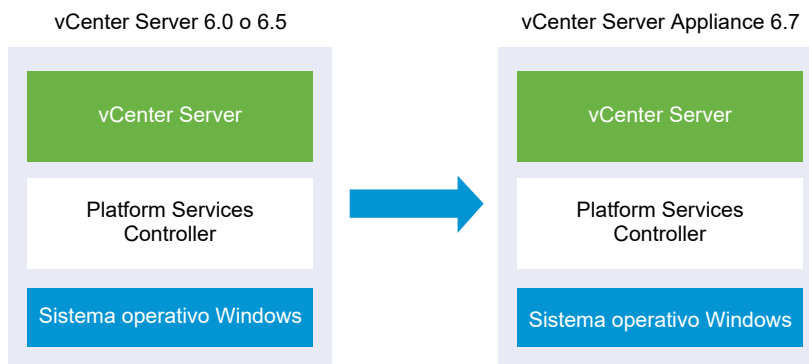 vCenter Server 6.0 o 6.5
vCenter Server
Platform Services
Controller
Sistema operativo Windows
vCenter Server Appliance 6.7
vCenter Server
Platform Services
Controller
Sistema operativo Windows